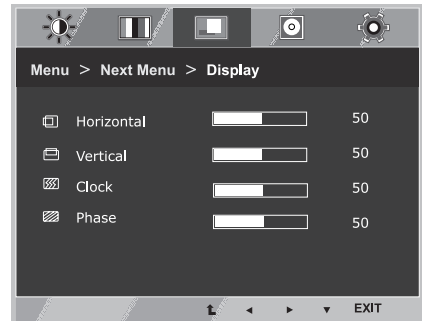 Menu > Next Menu > Display
Horizontal 50
Vertical 50
Clock 50
Phase 50
EXIT